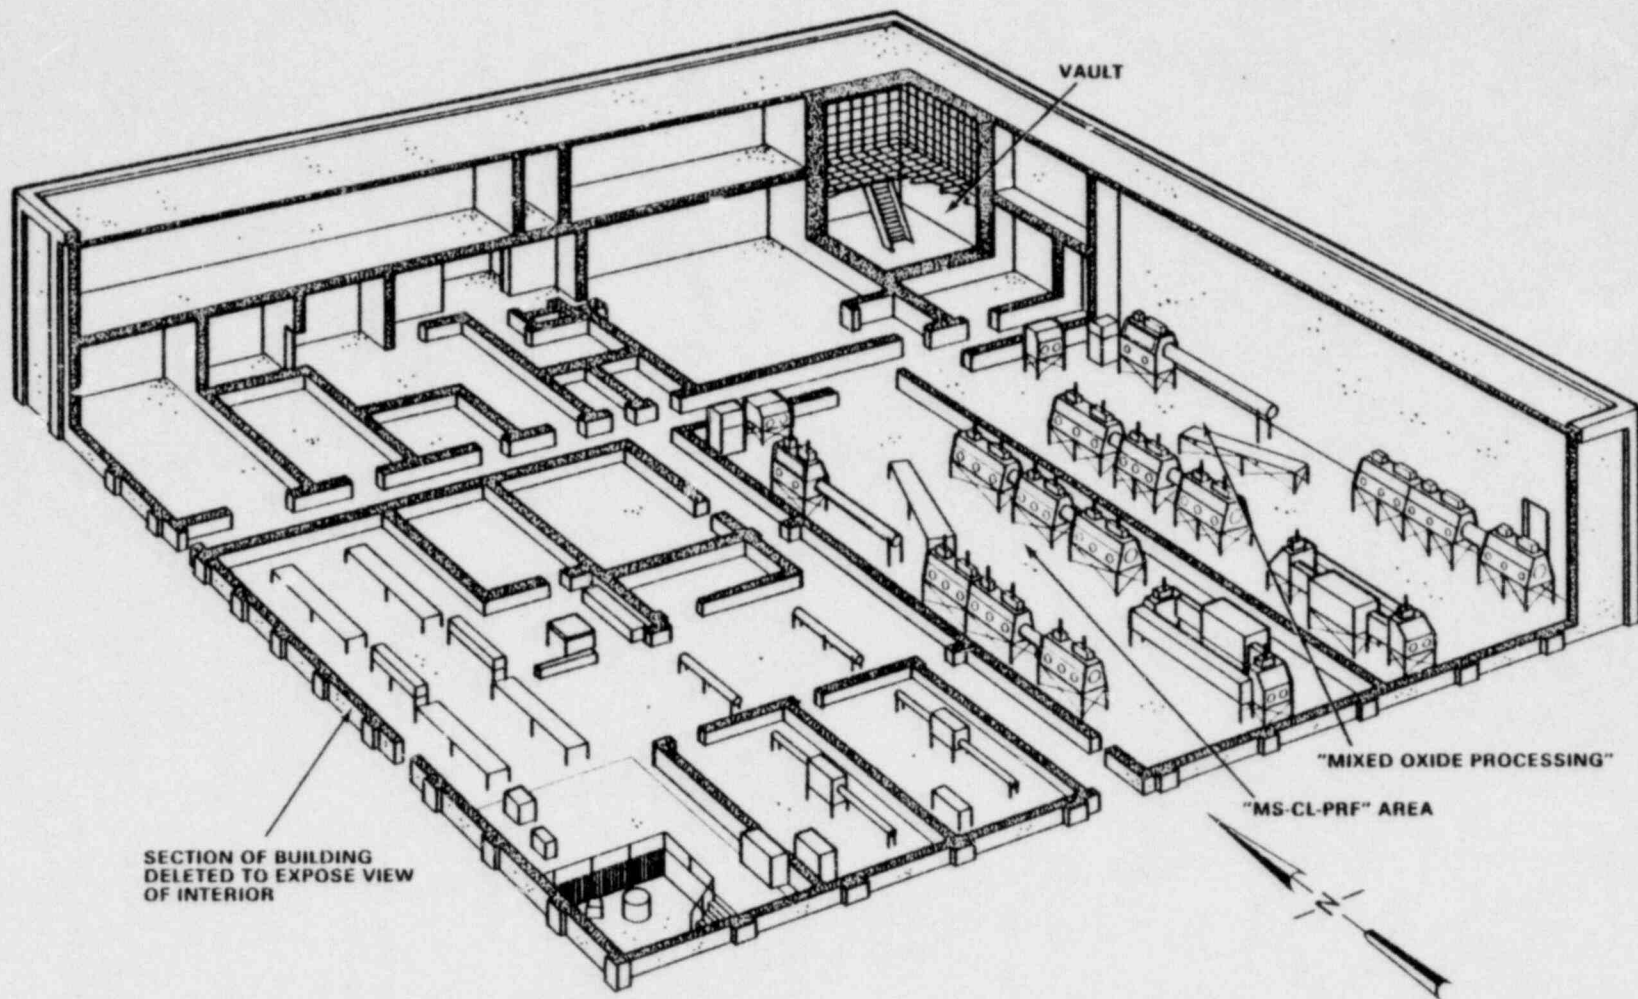 VAULT
"MIXED OXIDE PROCESSING"
"MS-CL-PRF" AREA
SECTION OF BUILDING
DELETED TO EXPOSE VIEW
OF INTERIOR
N